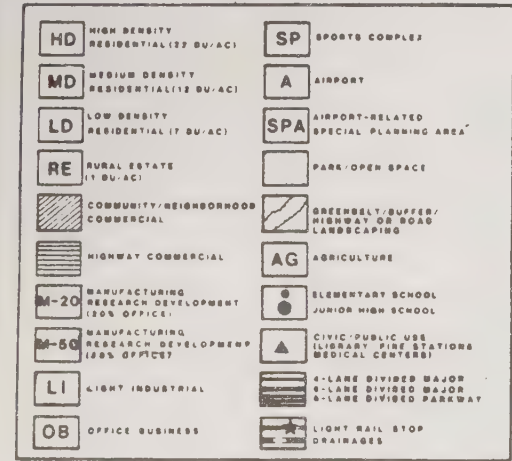 HD HIGH DENSITY
RESIDENTIAL (22 DU/AC)
MD MEDIUM DENSITY
RESIDENTIAL (12 DU/AC)
LD LOW DENSITY
RESIDENTIAL (7 DU/AC)
RE RURAL ESTATE
(1 DU/AC)
COMMUNITY/NEIGHBORHOOD
COMMERCIAL
HIGHWAY COMMERCIAL
M-20 MANUFACTURING
RESEARCH DEVELOPMENT
(20% OFFICE)
M-50 MANUFACTURING
RESEARCH DEVELOPMENT
OFFICE)
LI LIGHT INDUSTRIAL
OB OFFICE BUSINESS
SP SPORTS COMPLEX
A AIRPORT
SPA AIRPORT-RELATED
SPECIAL PLANNING AREA
PARK/OPEN SPACE
GREENBELT/BUFFER/
HIGHWAY OR ROAD
LANDSCAPING
AG AGRICULTURE
ELEMENTARY SCHOOL
JUNIOR HIGH SCHOOL
CIVIC/PUBLIC USE
(LIBRARY FIRE STATIONS
MEDICAL CENTERS)
4-LANE DIVIDED MAJOR
6-LANE DIVIDED MAJOR
LANE DIVIDED PARKWAY
LIGHT RAIL STOP
DRAINAGES